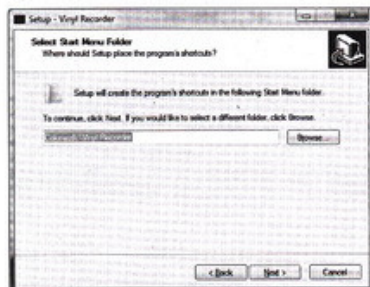 Setup - Vinyl Recorder
Select Start Menu Folder
Where should Setup place the program's shortcuts?
Setup will create the program's shortcuts in the following Start Menu folder.
To continue, click Next. If you would like to select a different folder, click Browse.
Vinyl Recorder
Browse...
< Back
Next >
Cancel